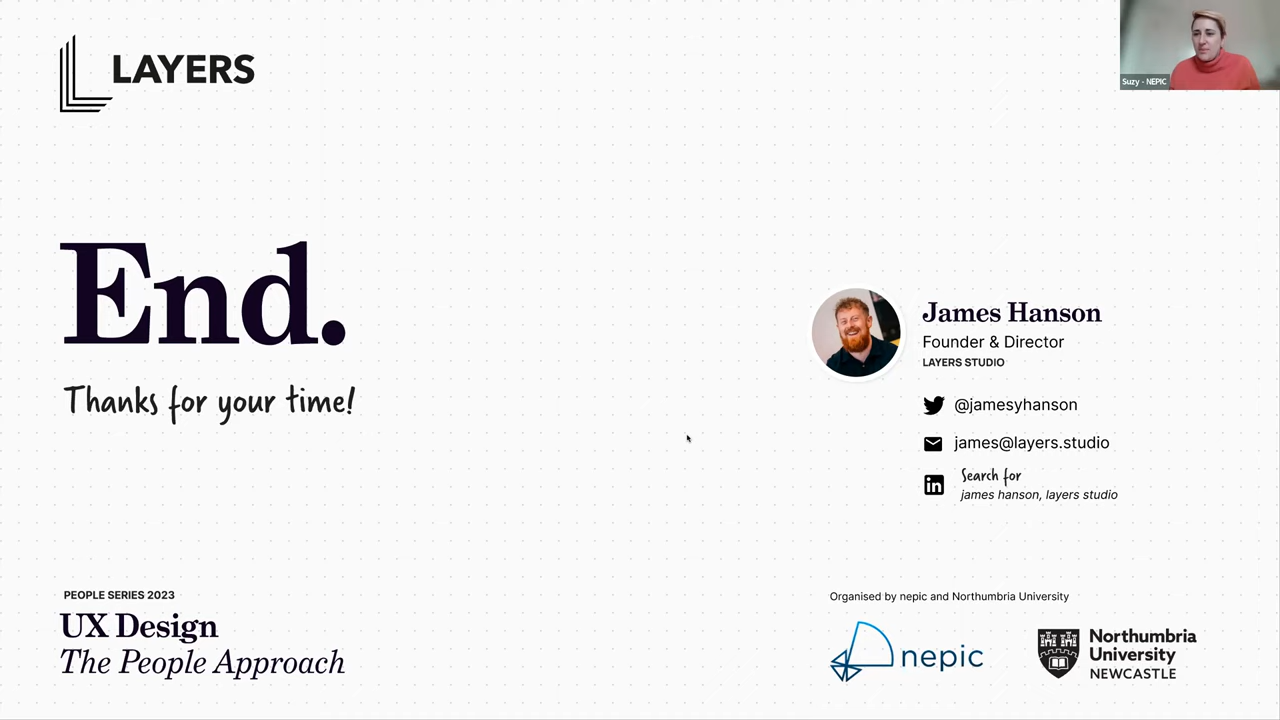 LAYERS
Suzy - NEPIC
End.
Thanks for your time!
James Hanson
Founder & Director
LAYERS STUDIO
@jamesyhanson
james@layers.studio
in
Search for
james hanson, layers studio
PEOPLE SERIES 2023
UX Design
The People Approach
Organised by nepic and Northumbria University
nepic
Northumbria
University
NEWCASTLE